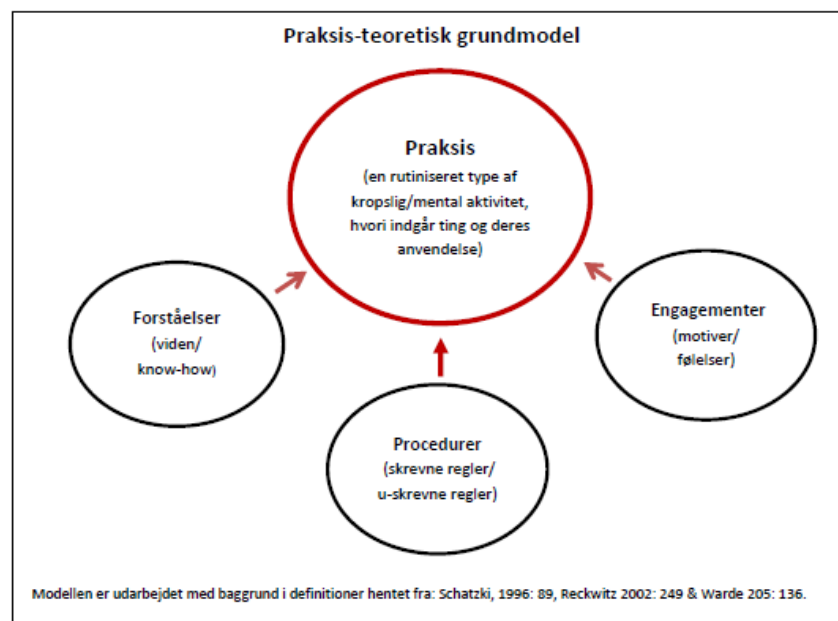 Praksis-teoretisk grundmodel
Praksis
(en rutiniseret type af
kropslig/mental aktivitet,
hvori indgår ting og deres
anvendelse)
Forståelser
(viden/
know-how)
Engagementer
(motiver/
følelser)
Procedurer
(skrevne regler/
u-skrevne regler)
Modellen er udarbejdet med baggrund i definitioner hentet fra: Schatzki, 1996: 89, Reckwitz 2002: 249 & Warde 205: 136.